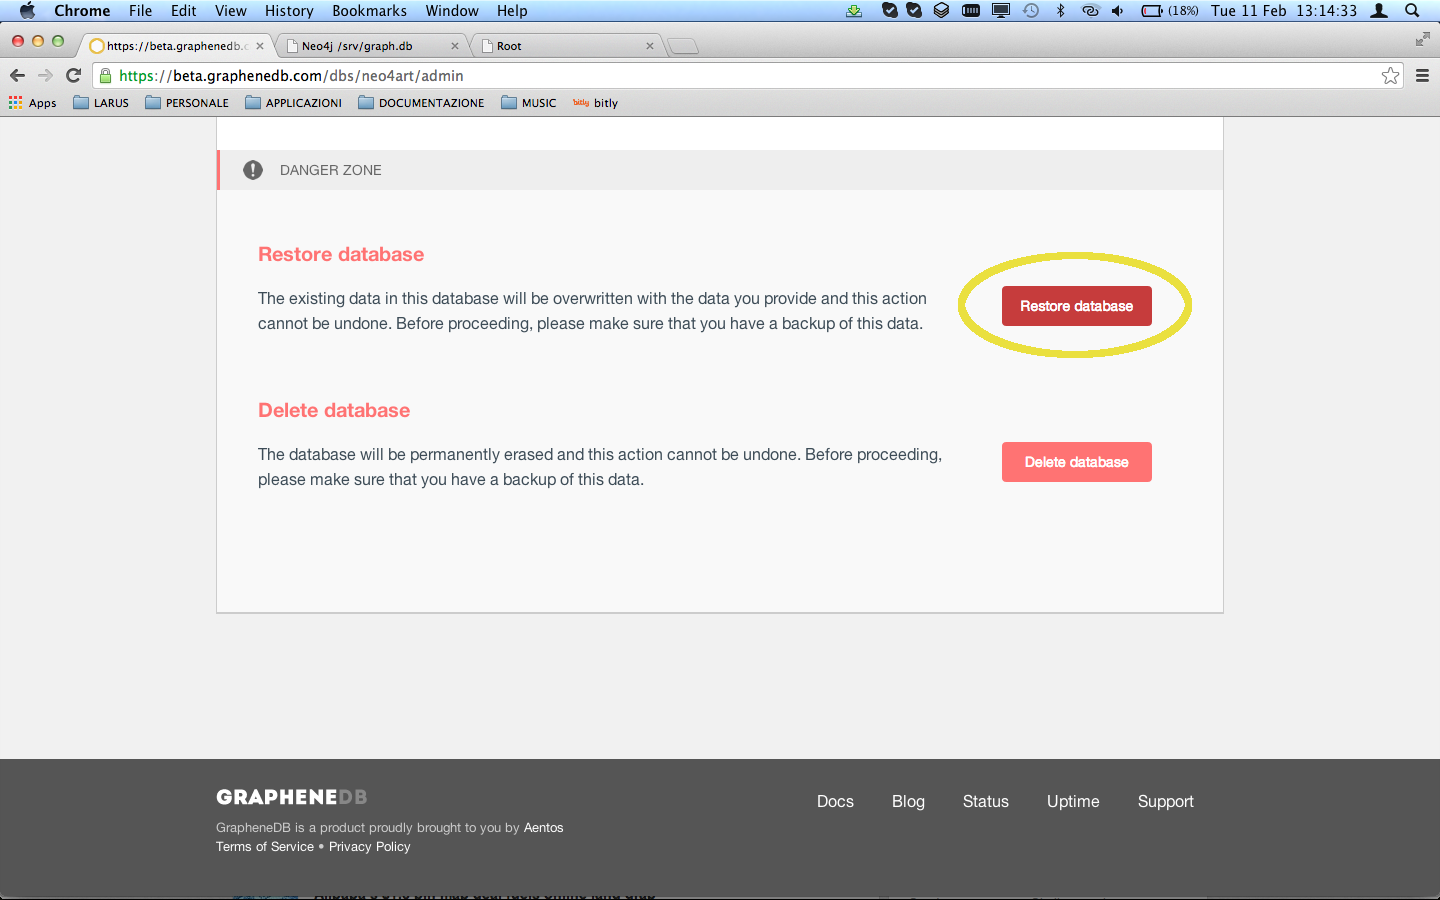 Chrome File Edit View History Bookmarks Window Help (18%) Tue 11 Feb 13:14:33
https://beta.graphenedb.c Neo4j /srv/graph.db Root
https://beta.graphenedb.com/dbs/neo4art/admin
Apps LARUS PERSONALE APPLICAZIONI DOCUMENTAZIONE MUSIC bitly bitly
DANGER ZONE
Restore database
The existing data in this database will be overwritten with the data you provide and this action
cannot be undone. Before proceeding, please make sure that you have a backup of this data.
Restore database
Delete database
The database will be permanently erased and this action cannot be undone. Before proceeding,
please make sure that you have a backup of this data.
Delete database
GRAPHENEDB
Docs Blog Status Uptime Support
GrapheneDB is a product proudly brought to you by Aentos
Terms of Service • Privacy Policy